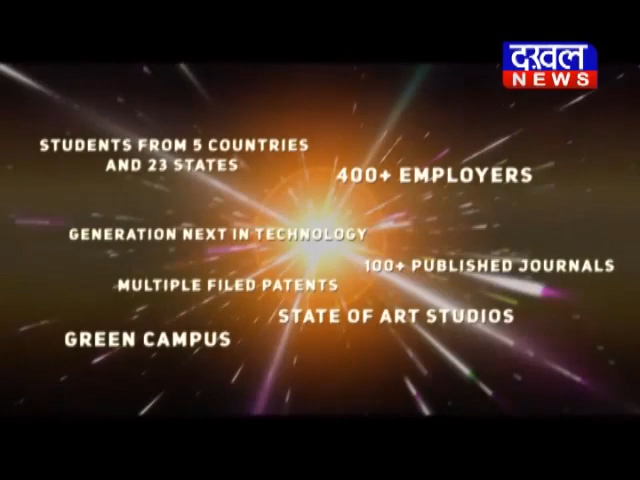 दख़ल
NEWS
STUDENTS FROM 5 COUNTRIES
AND 23 STATES
400+ EMPLOYERS
GENERATION NEXT IN TECHNOLOGY
100+ PUBLISHED JOURNALS
MULTIPLE FILED PATENTS
STATE OF ART STUDIOS
GREEN CAMPUS